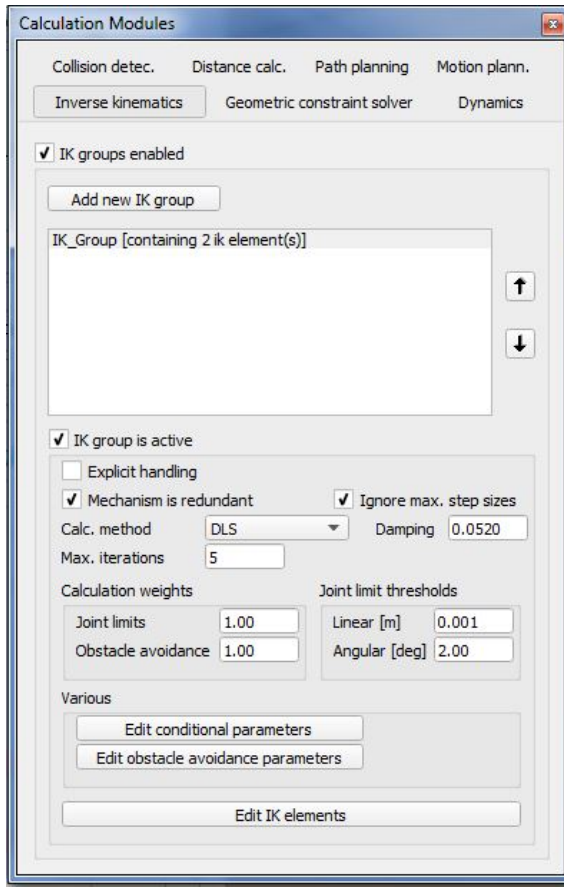 Calculation Modules
Collision detec. Distance calc. Path planning Motion plann.
Inverse kinematics Geometric constraint solver Dynamics
IK groups enabled
Add new IK group
IK_Group [containing 2 ik element(s)]
IK group is active
Explicit handling
Mechanism is redundant Ignore max. step sizes
Calc. method DLS Damping 0.0520
Max. iterations 5
Calculation weights Joint limit thresholds
Joint limits 1.00 Linear [m] 0.001
Obstacle avoidance 1.00 Angular [deg] 2.00
Various
Edit conditional parameters
Edit obstacle avoidance parameters
Edit IK elements